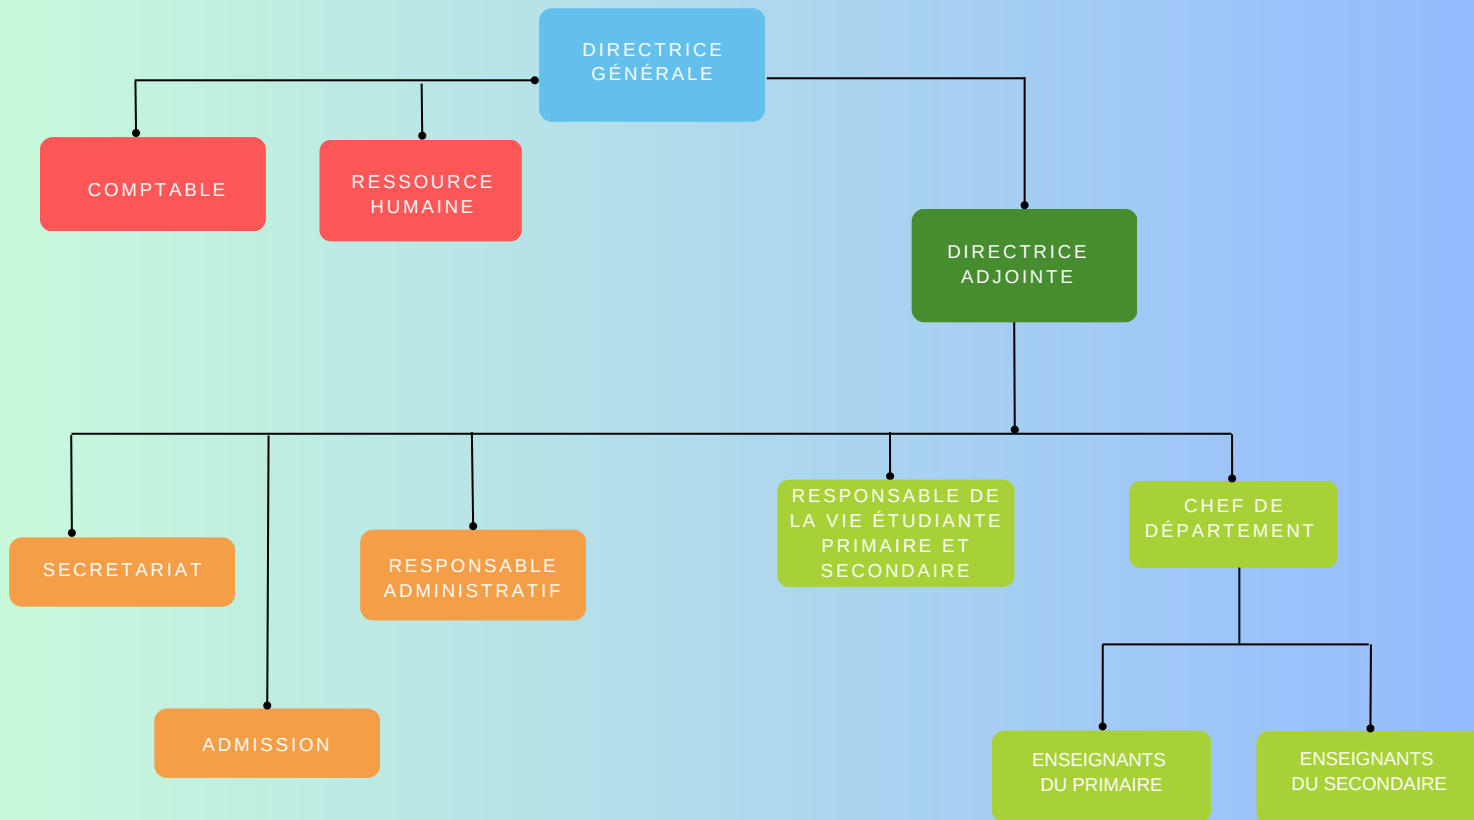 DIRECTRICE
GÉNÉRALE
COMPTABLE
RESSOURCE
HUMAINE
DIRECTRICE
ADJOINTE
SECRETARIAT
ADMISSION
RESPONSABLE
ADMINISTRATIF
RESPONSABLE DE
LA VIE ÉTUDIANTE
PRIMAIRE ET
SECONDAIRE
CHEF DE
DÉPARTEMENT
ENSEIGNANTS
DU PRIMAIRE
ENSEIGNANTS
DU SECONDAIRE